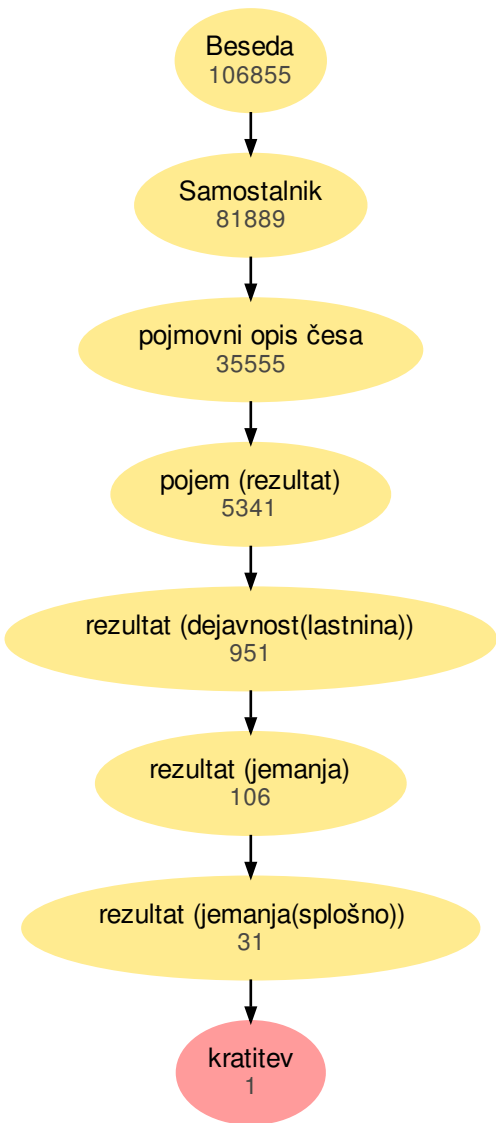 Beseda
106855
Samostalnik
81889
pojmovni opis česa
35555
pojem (rezultat)
5341
rezultat (dejavnost(lastnina))
951
rezultat (jemanja)
106
rezultat (jemanja(splošno))
31
kratitev
1